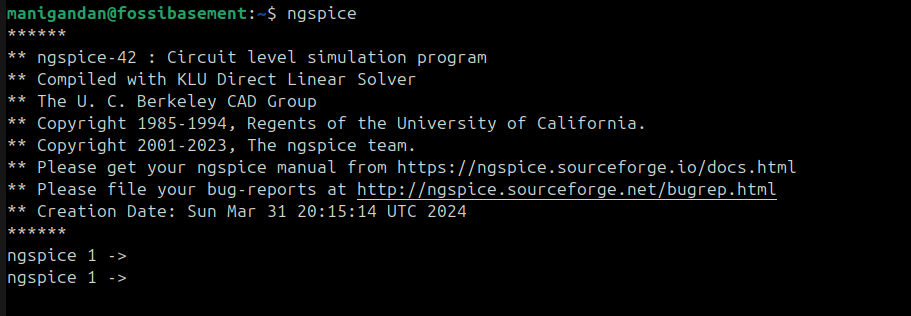 manigandan@fossibasement:~$ ngspice
******
** ngspice-42 : Circuit level simulation program
** Compiled with KLU Direct Linear Solver
** The U. C. Berkeley CAD Group
** Copyright 1985-1994, Regents of the University of California.
** Copyright 2001-2023, The ngspice team.
** Please get your ngspice manual from https://ngspice.sourceforge.io/docs.html
** Please file your bug-reports at http://ngspice.sourceforge.net/bugrep.html
** Creation Date: Sun Mar 31 20:15:14 UTC 2024
******
ngspice 1 ->
ngspice 1 ->